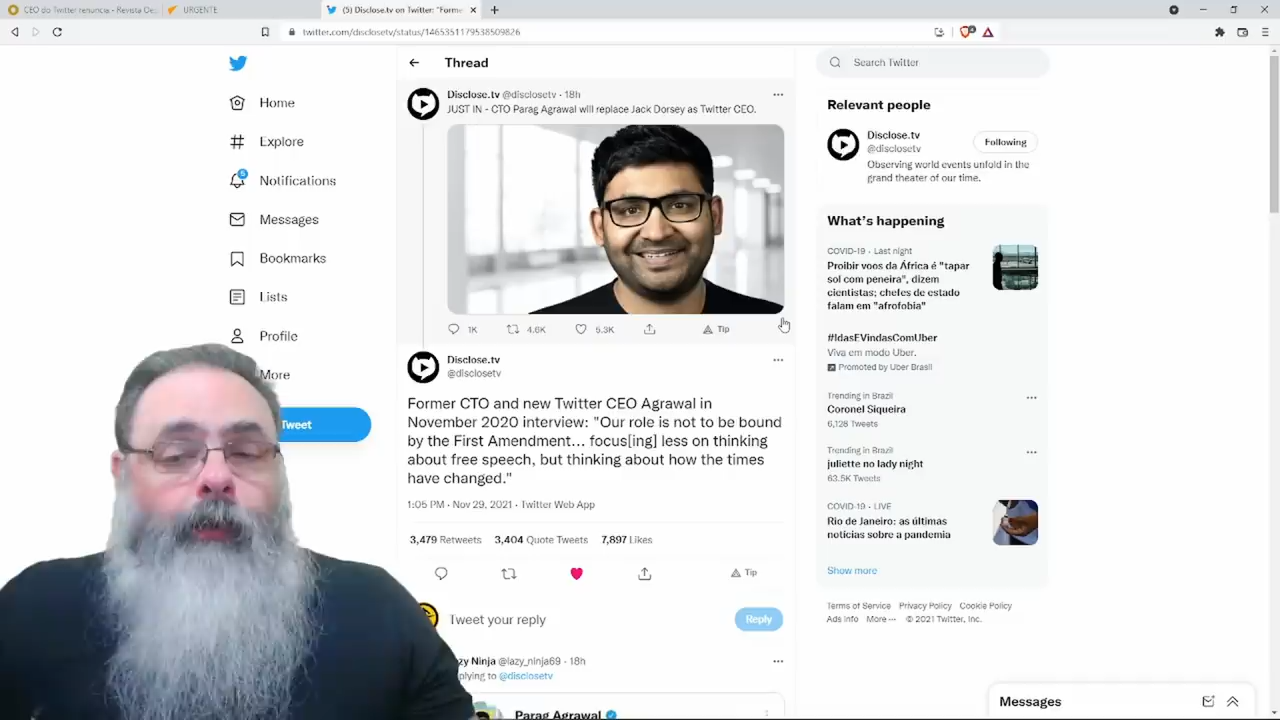 CEO do Twitter renuncia - Revista Oe
URGENTE
(5) Disclose.tv on Twitter: "Forme
twitter.com/disclosetv/status/1465351179538509826
Home
Explore
5
Notifications
Messages
Bookmarks
Lists
Profile
More
Tweet
Thread
Disclose.tv @disclosetv · 18h
JUST IN - CTO Parag Agrawal will replace Jack Dorsey as Twitter CEO.
1K
4.6K
5.3K
Tip
Disclose.tv
@disclosetv
Former CTO and new Twitter CEO Agrawal in
November 2020 interview: "Our role is not to be bound
by the First Amendment... focus[ing] less on thinking
about free speech, but thinking about how the times
have changed."
1:05 PM · Nov 29, 2021 · Twitter Web App
3,479 Retweets 3,404 Quote Tweets 7,897 Likes
Tip
Tweet your reply
Reply
zy Ninja @lazy_ninja69 · 18h
plying to @disclosetv
Parag Agrawal
Search Twitter
Relevant people
Disclose.tv
@disclosetv
Following
Observing world events unfold in the
grand theater of our time.
What's happening
COVID-19 · Last night
Proibir voos da África é "tapar
sol com peneira", dizem
cientistas; chefes de estado
falam em "afrofobia"
#IdasEVindasComUber
Viva em modo Uber.
Promoted by Uber Brasil
Trending in Brazil
Coronel Siqueira
6,128 Tweets
Trending in Brazil
juliette no lady night
63.5K Tweets
COVID-19 · LIVE
Rio de Janeiro: as últimas
notícias sobre a pandemia
Show more
Terms of Service Privacy Policy Cookie Policy
Ads info More ··· © 2021 Twitter, Inc.
Messages